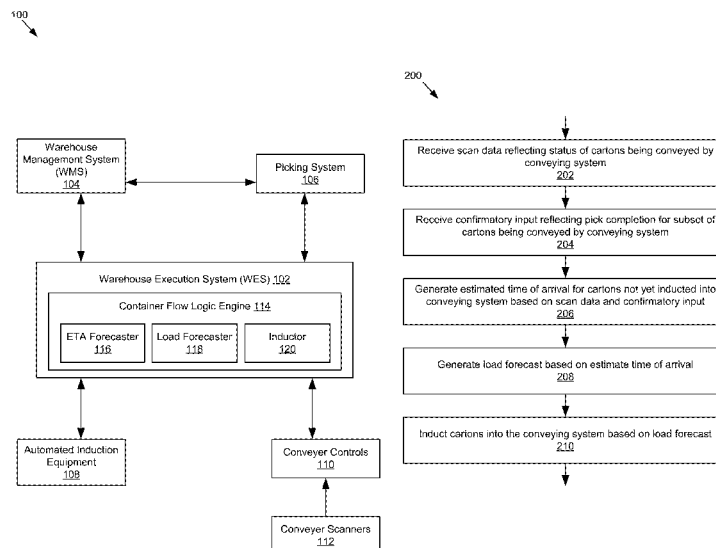 100
Warehouse
Management System
(WMS)
104
Picking System
106
Warehouse Execution System (WES) 102
Container Flow Logic Engine 114
ETA Forecaster
116
Load Forecaster
118
Inductor
120
Automated Induction
Equipment
108
Conveyer Controls
110
Conveyer Scanners
112
200
Receive scan data reflecting status of cartons being conveyed by
conveying system
202
Receive confirmatory input reflecting pick completion for subset of
cartons being conveyed by conveying system
204
Generate estimated time of arrival for cartons not yet inducted into
conveying system based on scan data and confirmatory input
206
Generate load forecast based on estimate time of arrival
208
Induct cartons into the conveying system based on load forecast
210